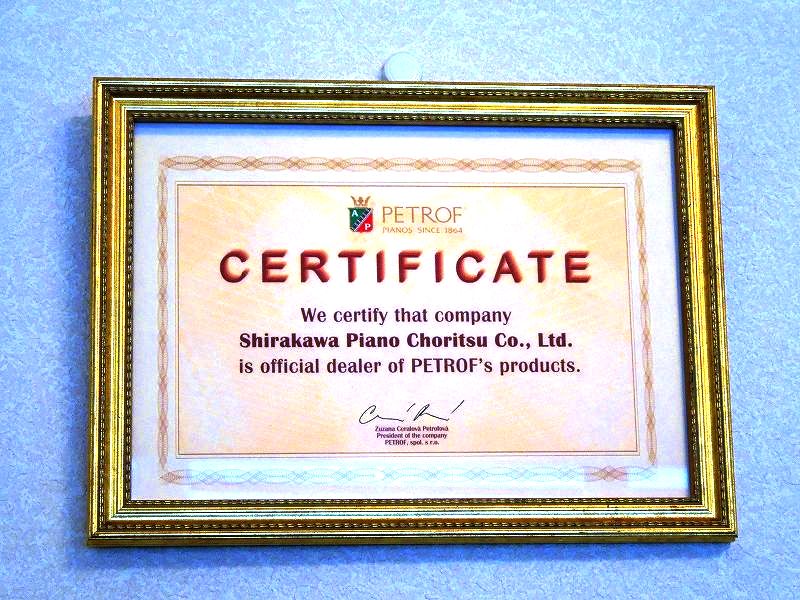 A
P
PETROF
PIANOS SINCE 1864
CERTIFICATE
We certify that company
Shirakawa Piano Choritsu Co., Ltd.
is official dealer of PETROF's products.
Zuzana Ceralová Petrofová
President of the company
PETROF, spol. s r.o.